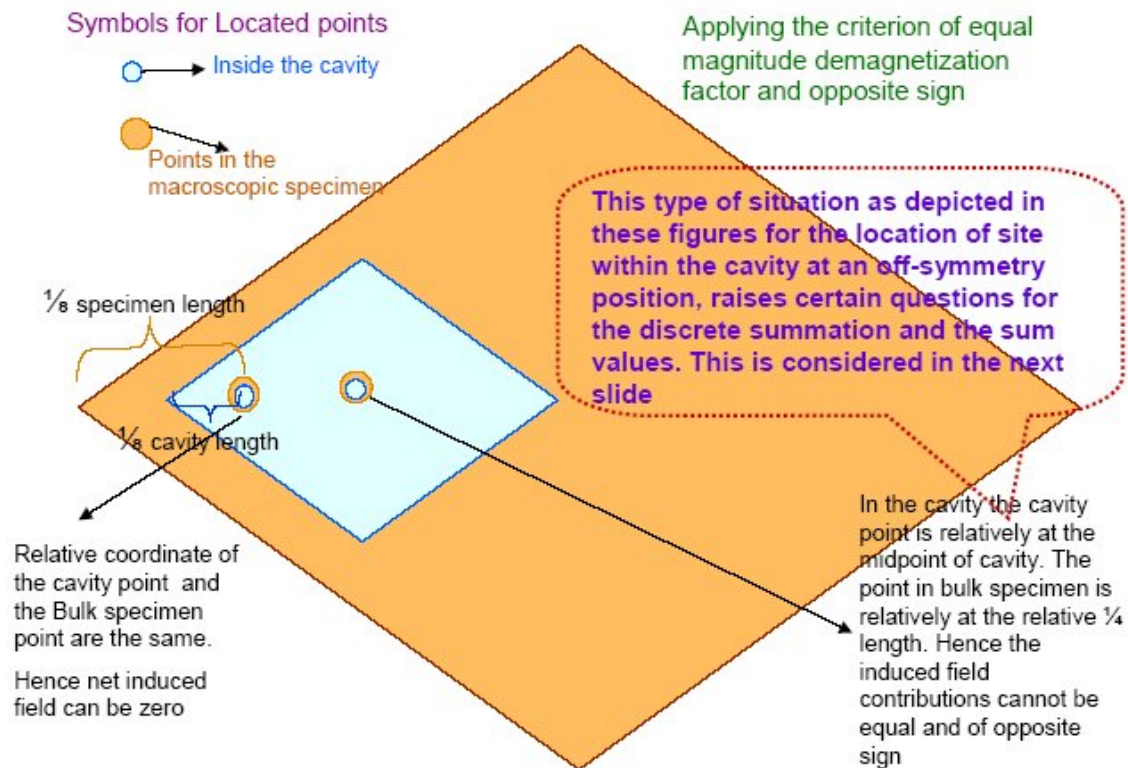 Symbols for Located points
Inside the cavity
Points in the
macroscopic specimen
Applying the criterion of equal
magnitude demagnetization
factor and opposite sign
This type of situation as depicted in
these figures for the location of site
within the cavity at an off-symmetry
position, raises certain questions for
the discrete summation and the sum
values. This is considered in the next
slide
⅛ specimen length
⅛ cavity length
Relative coordinate of
the cavity point and
the Bulk specimen
point are the same.
Hence net induced
field can be zero
In the cavity the cavity
point is relatively at the
midpoint of cavity. The
point in bulk specimen is
relatively at the relative ¼
length. Hence the
induced field
contributions cannot be
equal and of opposite
sign